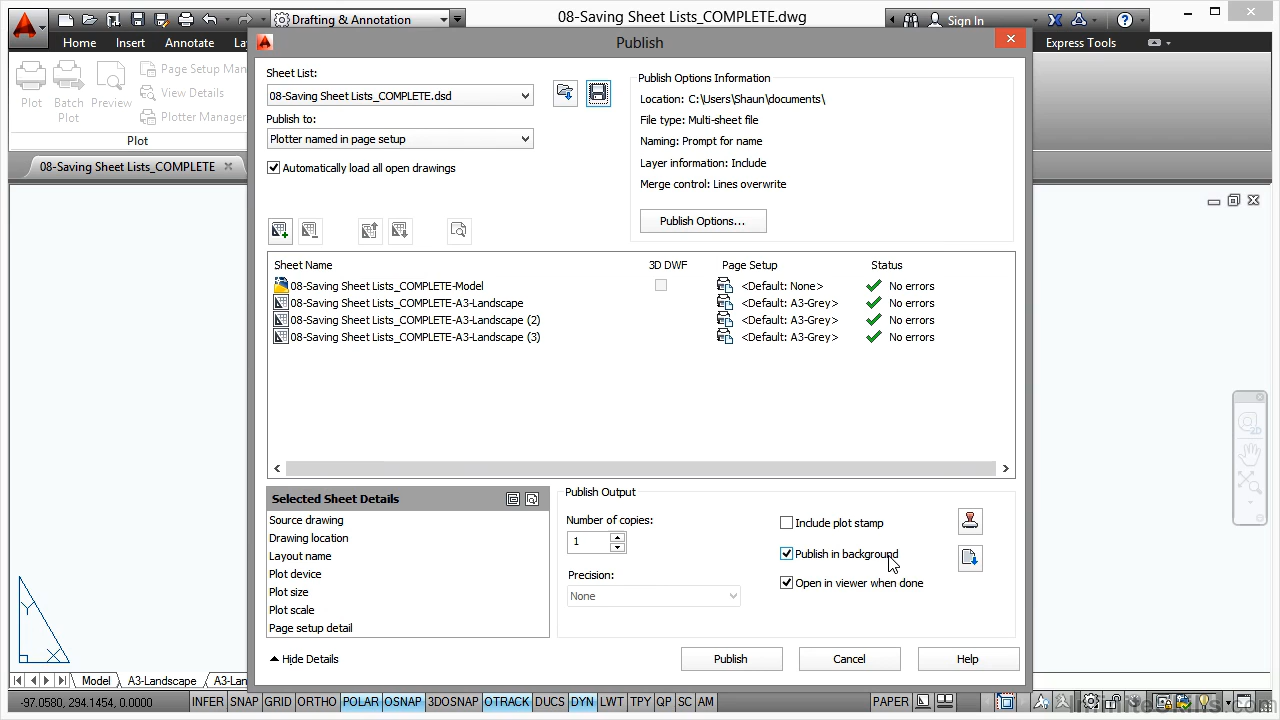 Drafting & Annotation
08-Saving Sheet Lists_COMPLETE.dwg
Sign In
Home
Insert
Annotate
Express Tools
Publish
Plot
Batch Plot
Preview
Page Setup Man
View Details
Plotter Manager
Plot
08-Saving Sheet Lists_COMPLETE
Sheet List:
08-Saving Sheet Lists_COMPLETE.dsd
Publish to:
Plotter named in page setup
Automatically load all open drawings
Publish Options Information
Location: C:\Users\Shaun\documents\
File type: Multi-sheet file
Naming: Prompt for name
Layer information: Include
Merge control: Lines overwrite
Publish Options...
Sheet Name 3D DWF Page Setup Status
08-Saving Sheet Lists_COMPLETE-Model <Default: None> No errors
08-Saving Sheet Lists_COMPLETE-A3-Landscape <Default: A3-Grey> No errors
08-Saving Sheet Lists_COMPLETE-A3-Landscape (2) <Default: A3-Grey> No errors
08-Saving Sheet Lists_COMPLETE-A3-Landscape (3) <Default: A3-Grey> No errors
Selected Sheet Details
Source drawing
Drawing location
Layout name
Plot device
Plot size
Plot scale
Page setup detail
Hide Details
Publish Output
Number of copies:
1
Precision:
None
Include plot stamp
Publish in background
Open in viewer when done
Publish
Cancel
Help
Y
X
2D
Model A3-Landscape A3-Lan
-97.0580, 294.1454, 0.0000 INFER SNAP GRID ORTHO POLAR OSNAP 3DOSNAP OTRACK DUCS DYN LWT TPY QP SC AM PAPER
InfiniteSkills.com